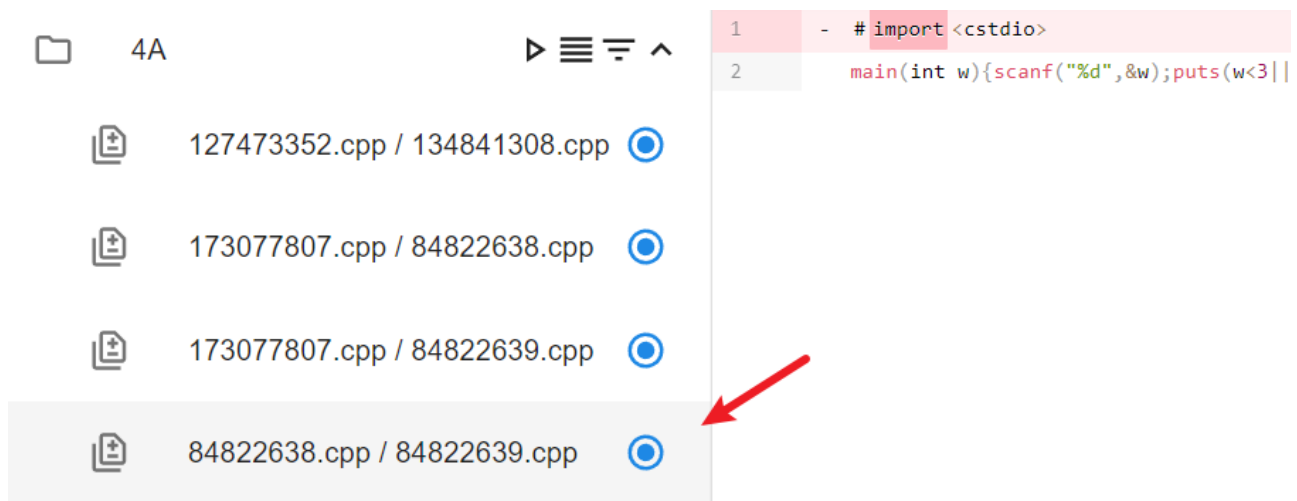 4A
127473352.cpp / 134841308.cpp
173077807.cpp / 84822638.cpp
173077807.cpp / 84822639.cpp
84822638.cpp / 84822639.cpp
1 - # import <cstdio>
2 main(int w){scanf("%d",&w);puts(w<3||